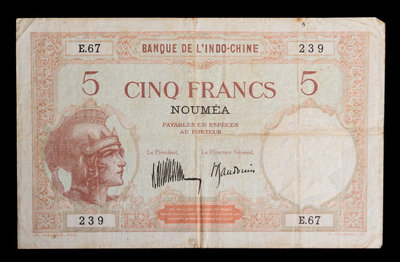 E.67 BANQUE DE L'INDO-CHINE 239
5 CINQ FRANCS 5
NOUMÉA
PAYABLES EN ESPÈCES
AU PORTEUR
Le Président, Le Directeur Général,
239 E.67